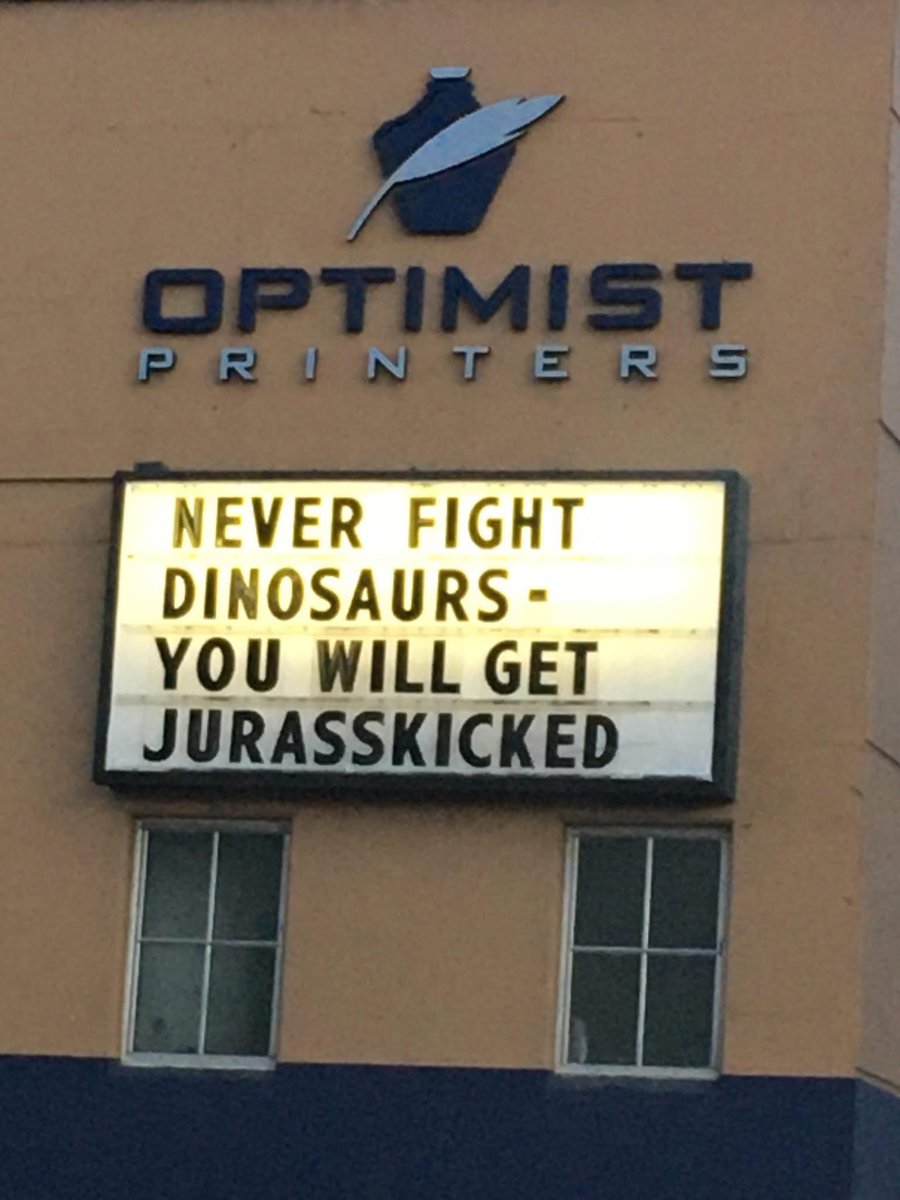 OPTIMIST
PRINTERS
NEVER FIGHT
DINOSAURS-
YOU WILL GET
JURASSKICKED